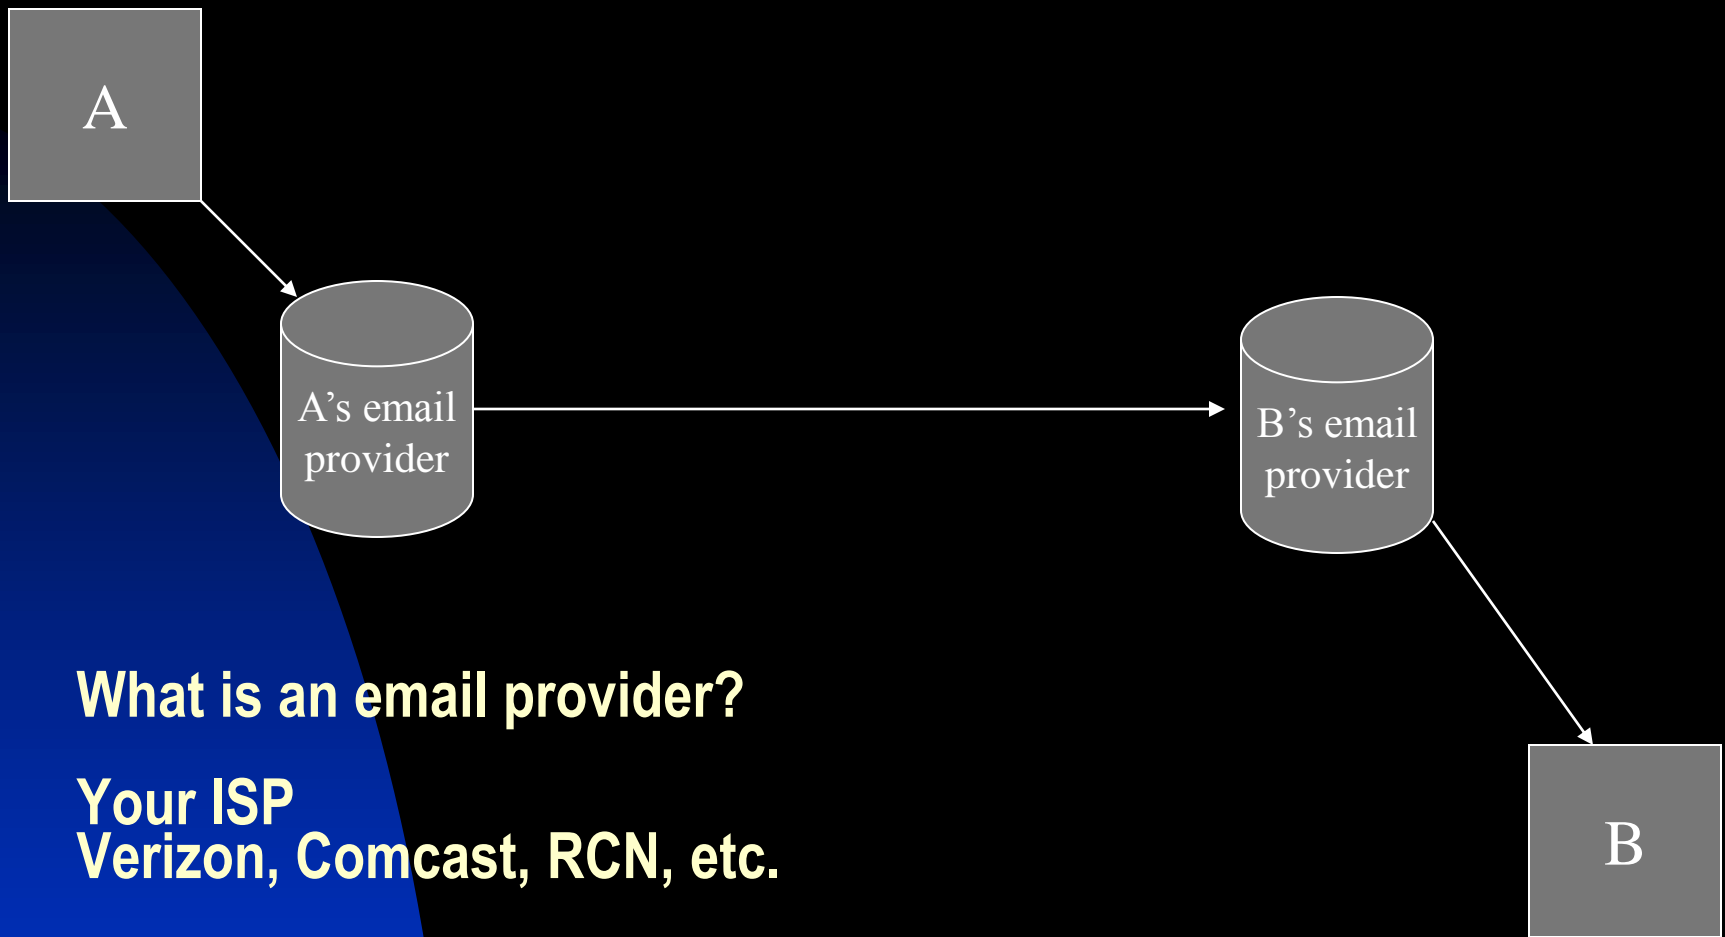 A
A’s email
provider
B’s email
provider
What is an email provider?
Your ISP
Verizon, Comcast, RCN, etc.
B